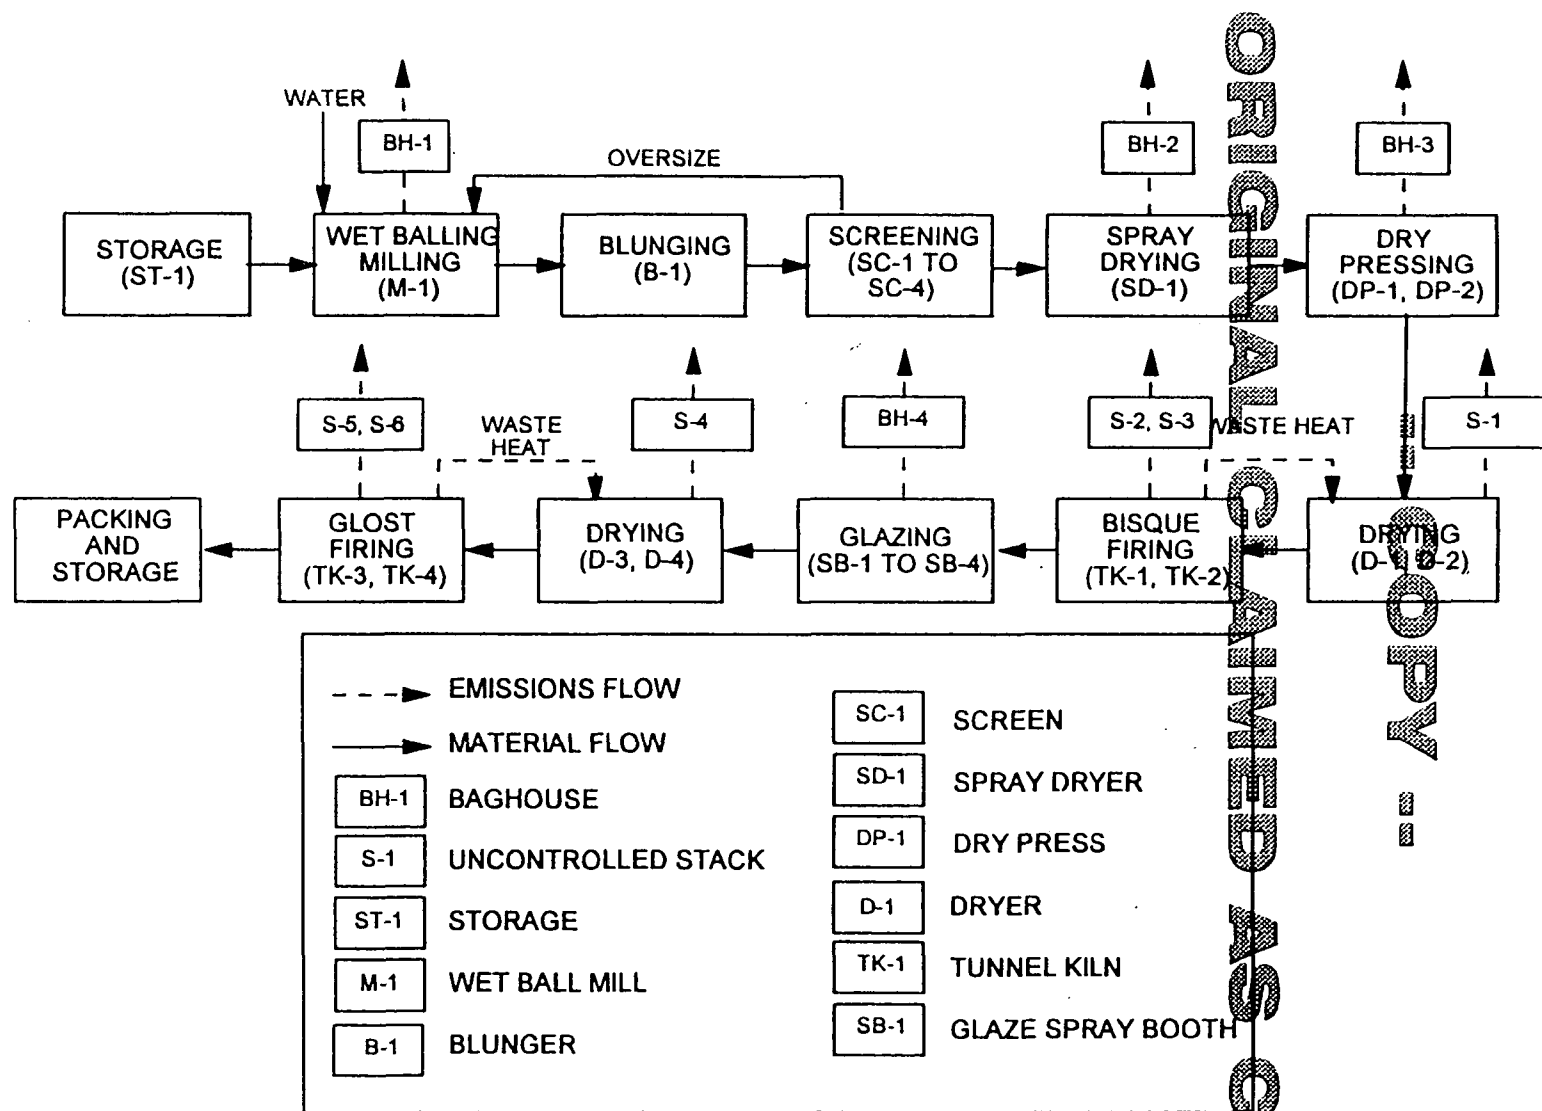 WATER
BH-1
OVERSIZE
BH-2
BH-3
STORAGE
(ST-1)
WET BALLING
MILLING
(M-1)
BLUNGING
(B-1)
SCREENING
(SC-1 TO
SC-4)
SPRAY
DRYING
(SD-1)
DRY
PRESSING
(DP-1, DP-2)
S-5, S-6
WASTE
HEAT
S-4
BH-4
S-2, S-3
WASTE HEAT
S-1
PACKING
AND
STORAGE
GLOST
FIRING
(TK-3, TK-4)
DRYING
(D-3, D-4)
GLAZING
(SB-1 TO SB-4)
BISQUE
FIRING
(TK-1, TK-2)
DRYING
(D-1, D-2)
EMISSIONS FLOW
MATERIAL FLOW
BH-1 BAGHOUSE
S-1 UNCONTROLLED STACK
ST-1 STORAGE
M-1 WET BALL MILL
B-1 BLUNGER
SC-1 SCREEN
SD-1 SPRAY DRYER
DP-1 DRY PRESS
D-1 DRYER
TK-1 TUNNEL KILN
SB-1 GLAZE SPRAY BOOTH
ORIGINAL CLAIMED AS C
-- COPY --